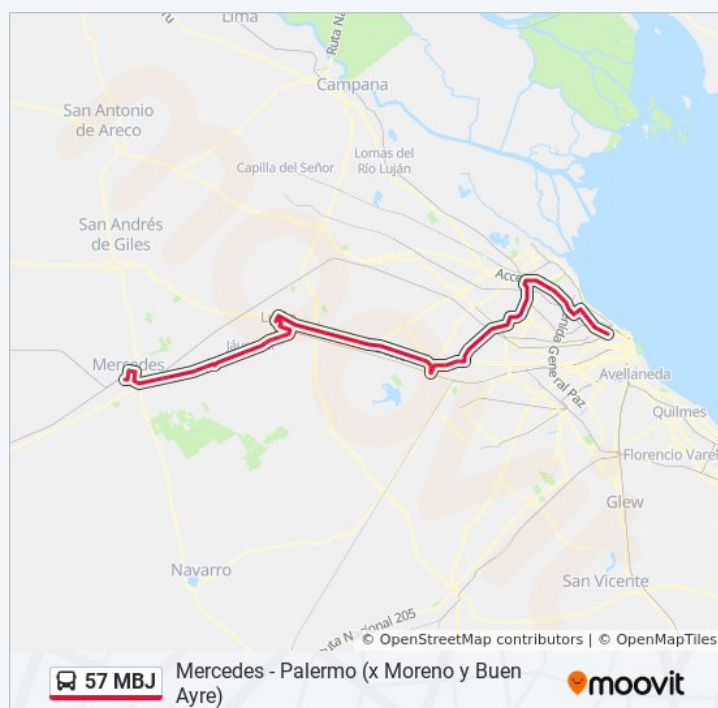 Lima
Ruta Na
Campana
San Antonio
de Areco
Lomas del
Río Luján
Capilla del Señor
San Andrés
de Giles
Acce
Mercedes
Avellaneda
Quilmes
Florencio Varel
Glew
Navarro
San Vicente
Ruta Nacional 205
© OpenStreetMap contributors | © OpenMapTiles
57 MBJ
Mercedes - Palermo (x Moreno y Buen
Ayre)
moovit